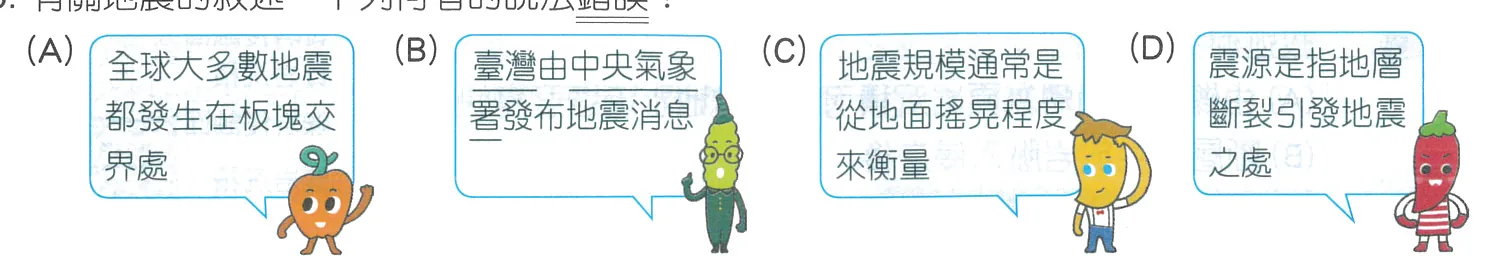 有關地震的敘述，下列何者的說法錯誤？
(A) 全球大多數地震
都發生在板塊交
界處
(B) 臺灣由中央氣象
署發布地震消息
(C) 地震規模通常是
從地面搖晃程度
來衡量
(D) 震源是指地層
斷裂引發地震
之處